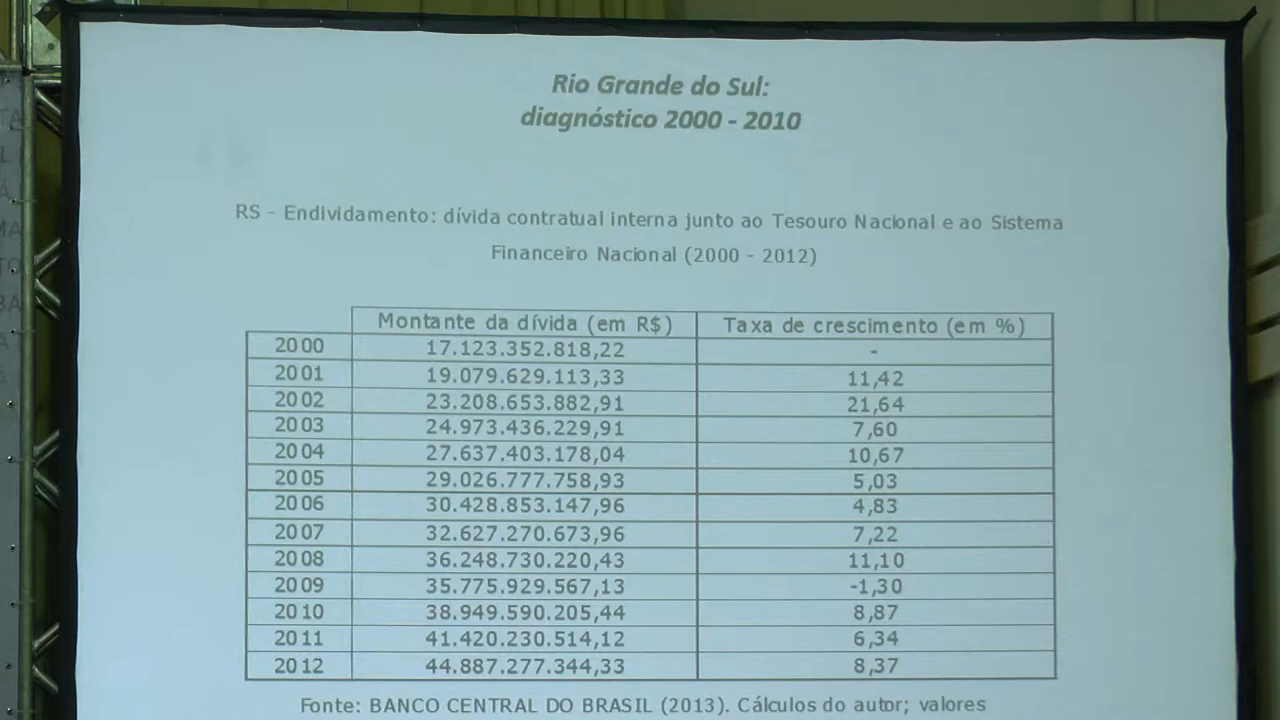 Rio Grande do Sul:
diagnóstico 2000 - 2010
RS - Endividamento: dívida contratual interna junto ao Tesouro Nacional e ao Sistema
Financeiro Nacional (2000 - 2012)
Montante da dívida (em R$) Taxa de crescimento (em %)
2000 17.123.352.818,22 -
2001 19.079.629.113,33 11,42
2002 23.208.653.882,91 21,64
2003 24.973.436.229,91 7,60
2004 27.637.403.178,04 10,67
2005 29.026.777.758,93 5,03
2006 30.428.853.147,96 4,83
2007 32.627.270.673,96 7,22
2008 36.248.730.220,43 11,10
2009 35.775.929.567,13 -1,30
2010 38.949.590.205,44 8,87
2011 41.420.230.514,12 6,34
2012 44.887.277.344,33 8,37
Fonte: BANCO CENTRAL DO BRASIL (2013). Cálculos do autor; valores